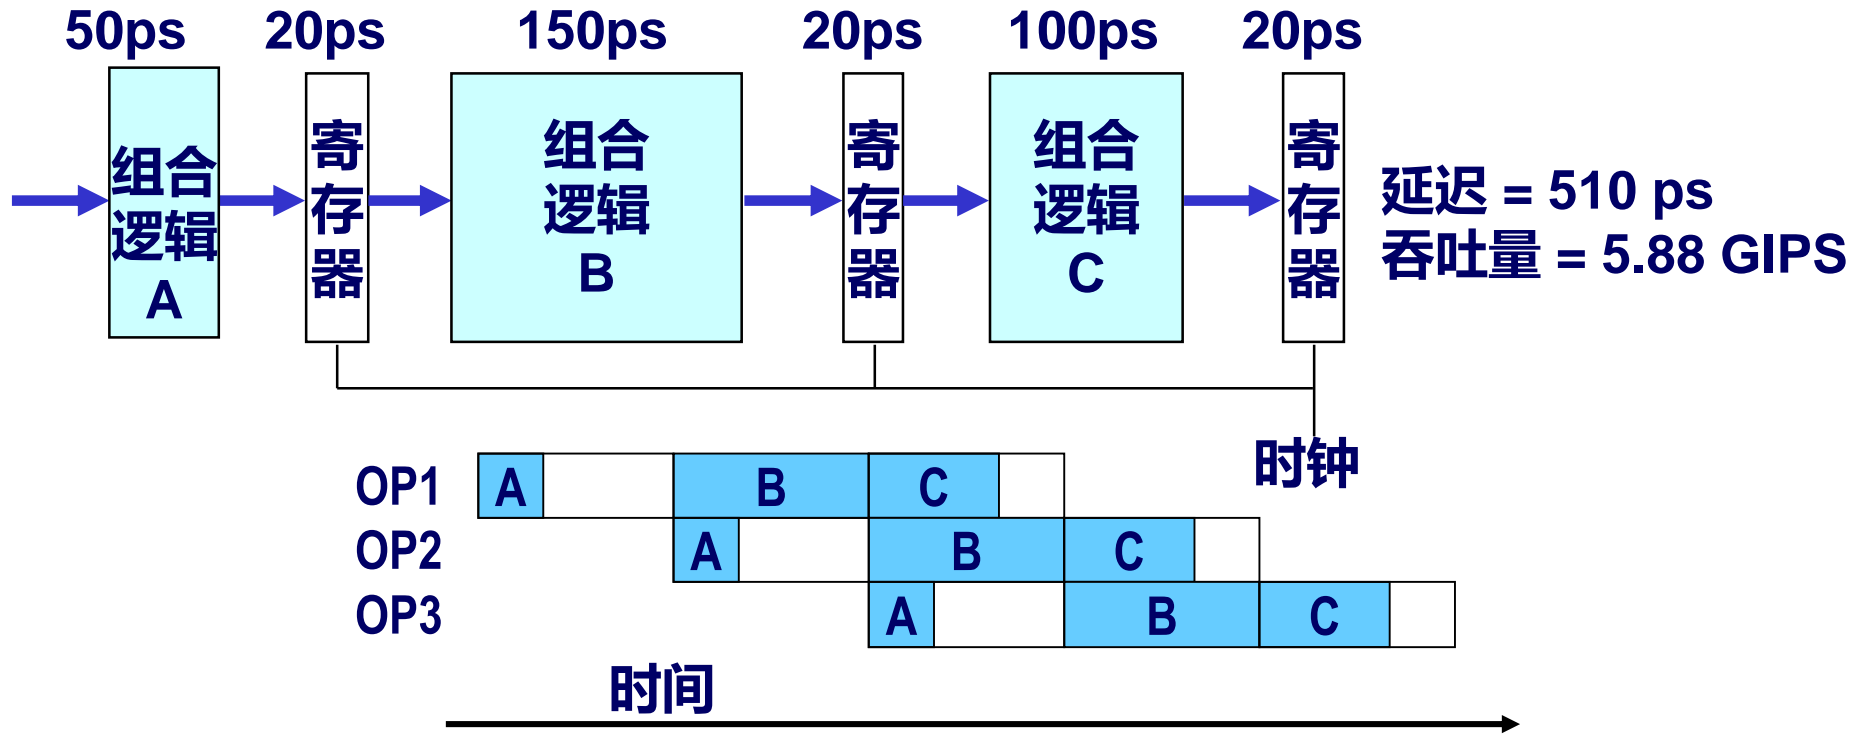 50ps 20ps 150ps 20ps 100ps 20ps
组合
逻辑
A
寄
存
器
组合
逻辑
B
寄
存
器
组合
逻辑
C
寄
存
器
延迟 = 510 ps
吞吐量 = 5.88 GIPS
时钟
OP1 A B C
OP2 A B C
OP3 A B C
时间